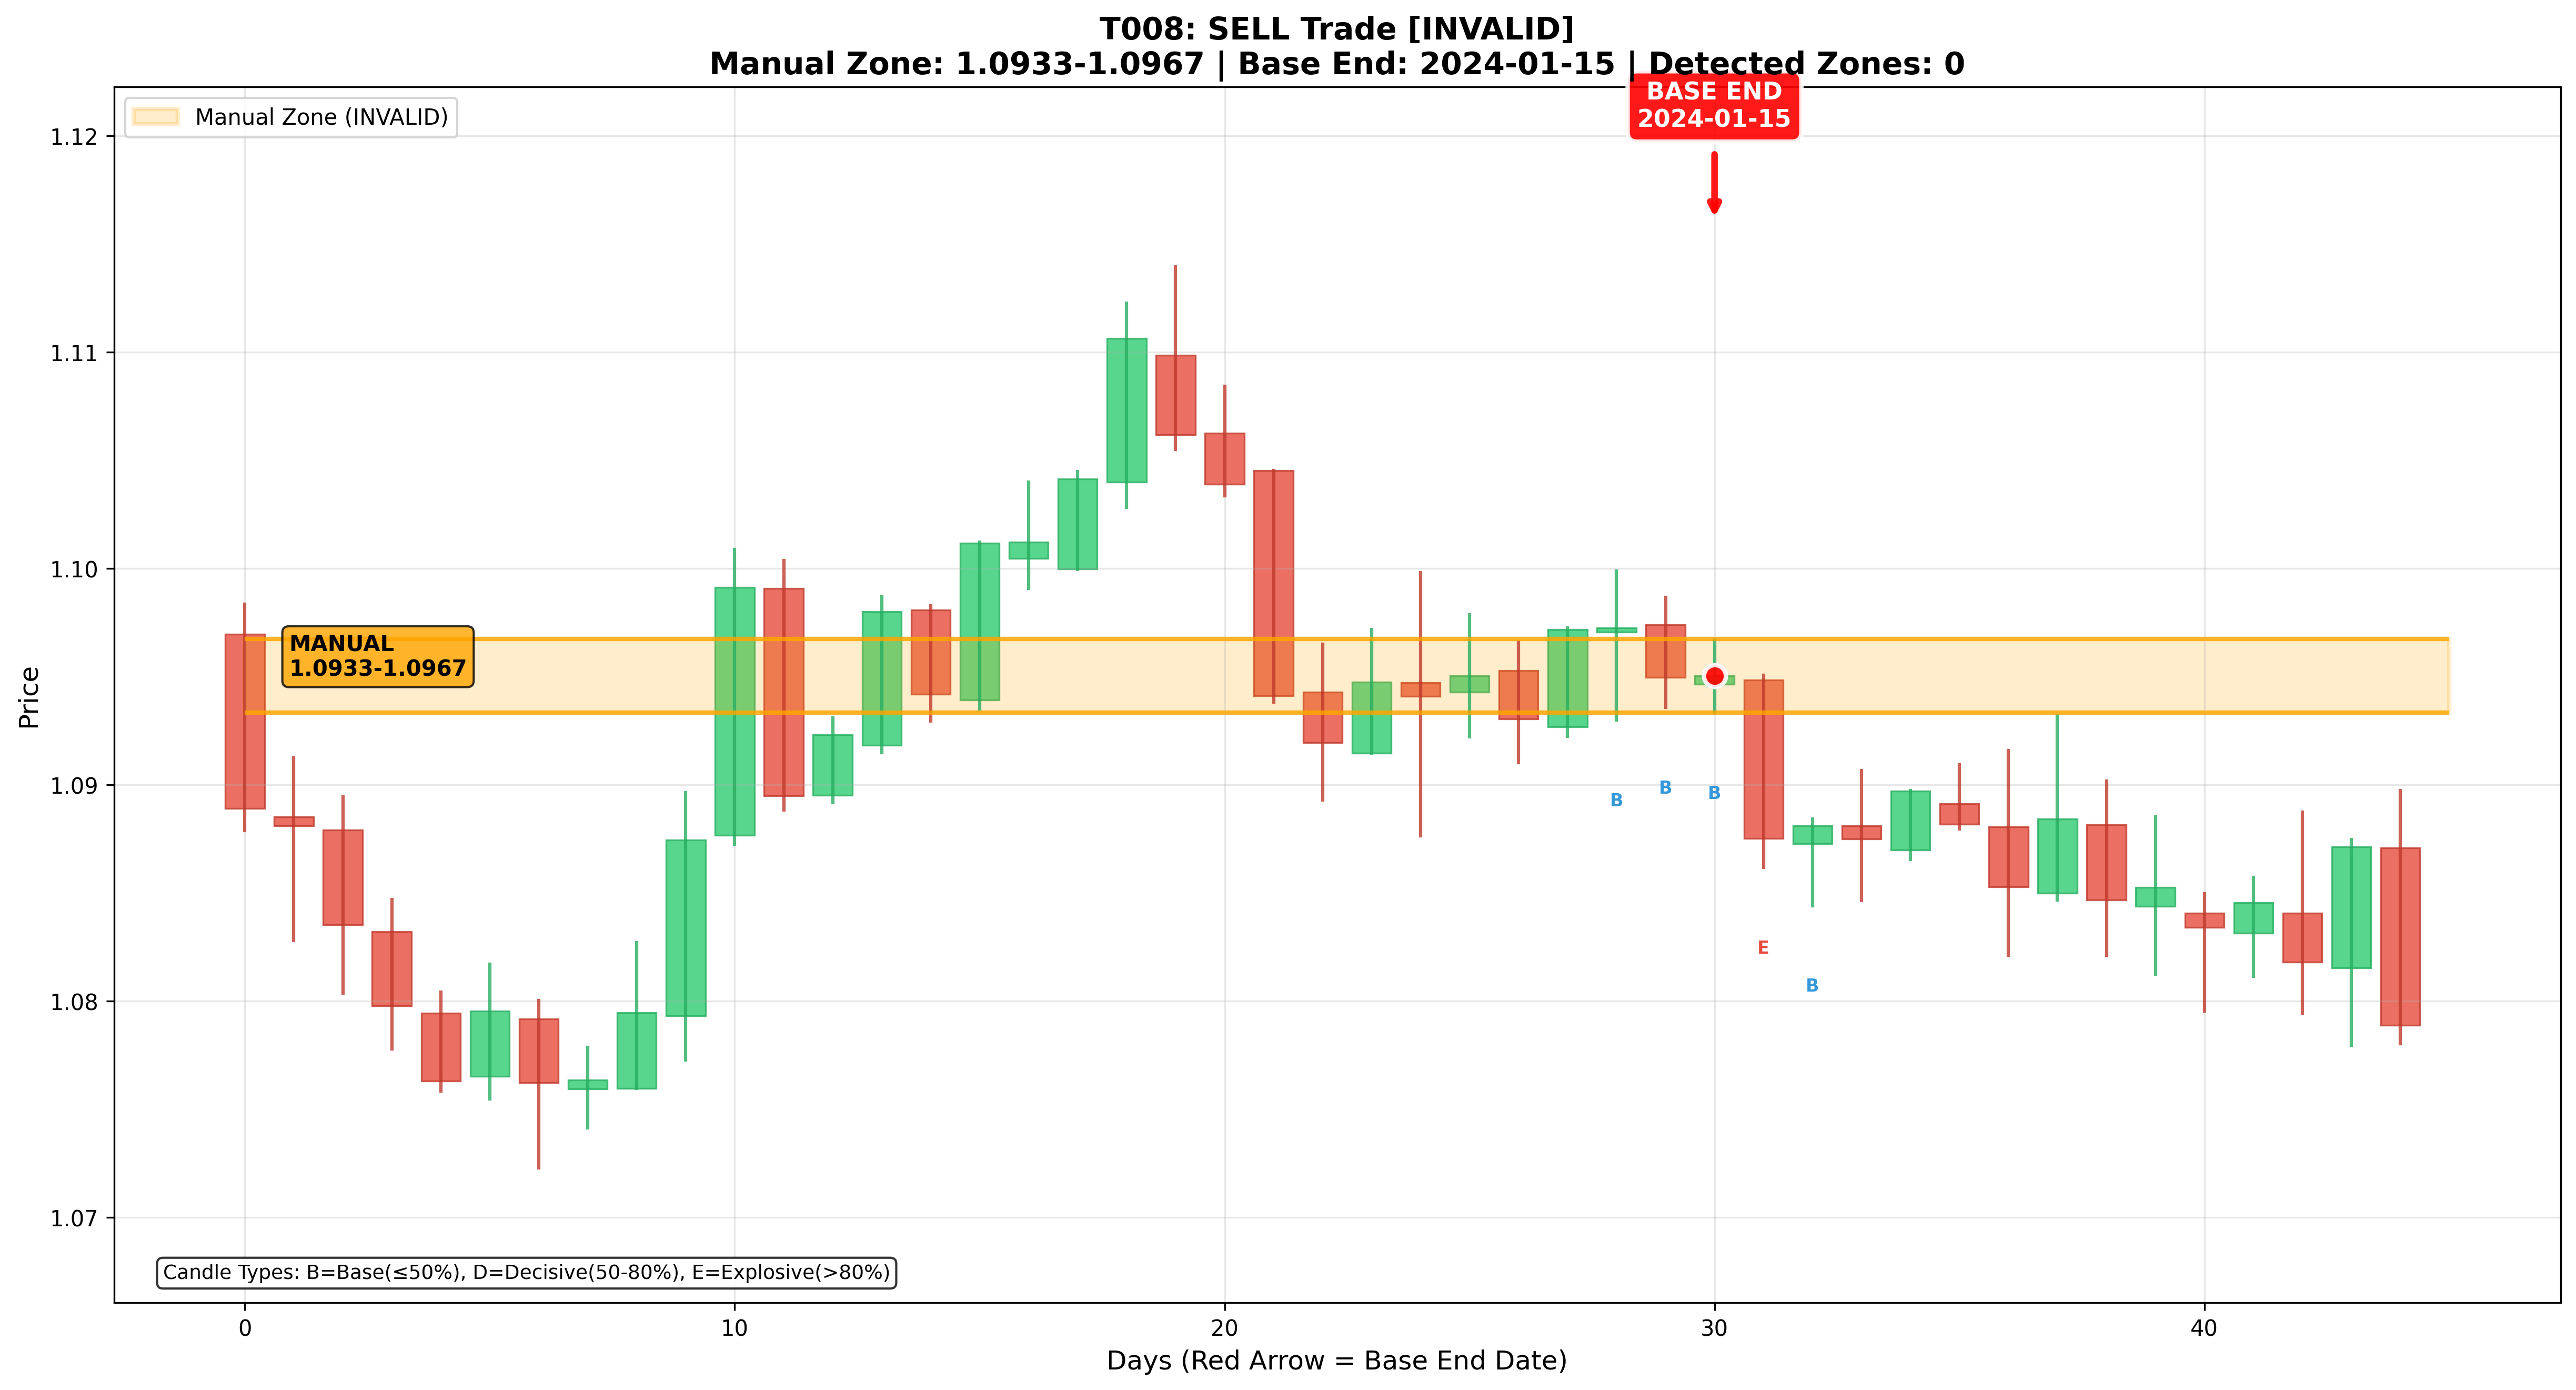 T008: SELL Trade [INVALID]
Manual Zone: 1.0933-1.0967 | Base End: 2024-01-15 | Detected Zones: 0
Manual Zone (INVALID)
BASE END
2024-01-15
1.12
1.11
1.10
1.09
1.08
1.07
Price
MANUAL
1.0933-1.0967
B
B
B
E
B
Candle Types: B=Base(≤50%), D=Decisive(50-80%), E=Explosive(>80%)
0
10
20
30
40
Days (Red Arrow = Base End Date)